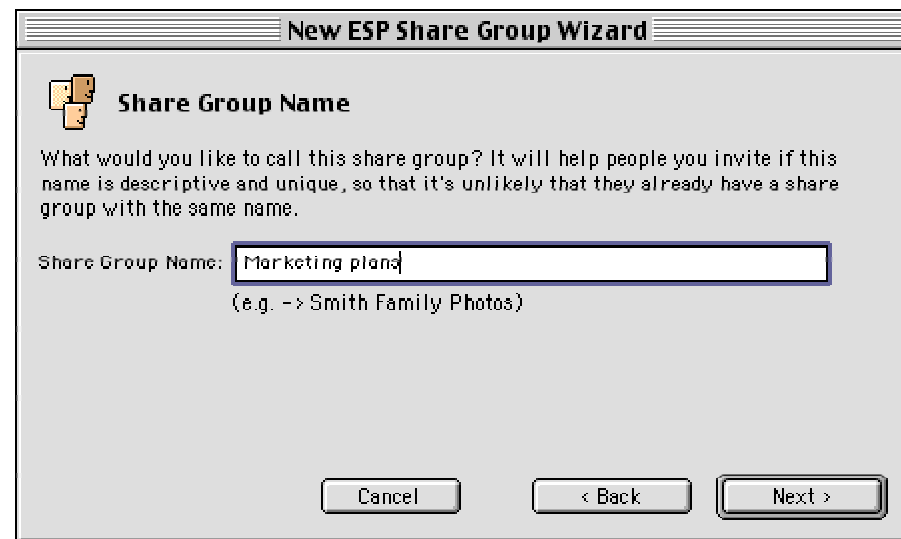 New ESP Share Group Wizard
Share Group Name
What would you like to call this share group? It will help people you invite if this
name is descriptive and unique, so that it's unlikely that they already have a share
group with the same name.
Share Group Name: Marketing plans
(e.g. -> Smith Family Photos)
Cancel < Back Next >